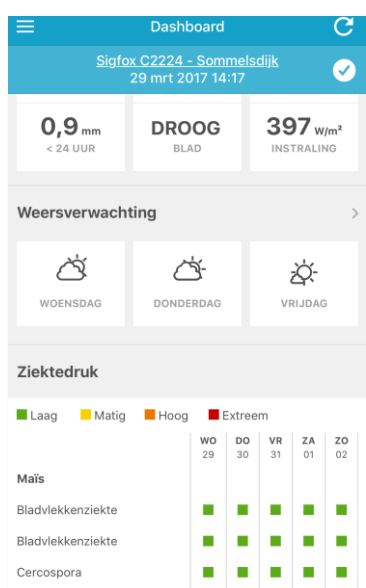 Dashboard
Sigfox C2224 - Sommelsdijk
29 mrt 2017 14:17
0,9 mm DROOG 397 W/m²
< 24 UUR BLAD INSTRALING
Weersverwachting
WOENSDAG DONDERDAG VRIJDAG
Ziektedruk
Laag Matig Hoog Extreem
WO DO VR ZA ZO
29 30 31 01 02
Maïs
Bladvlekkenziekte
Bladvlekkenziekte
Cercospora